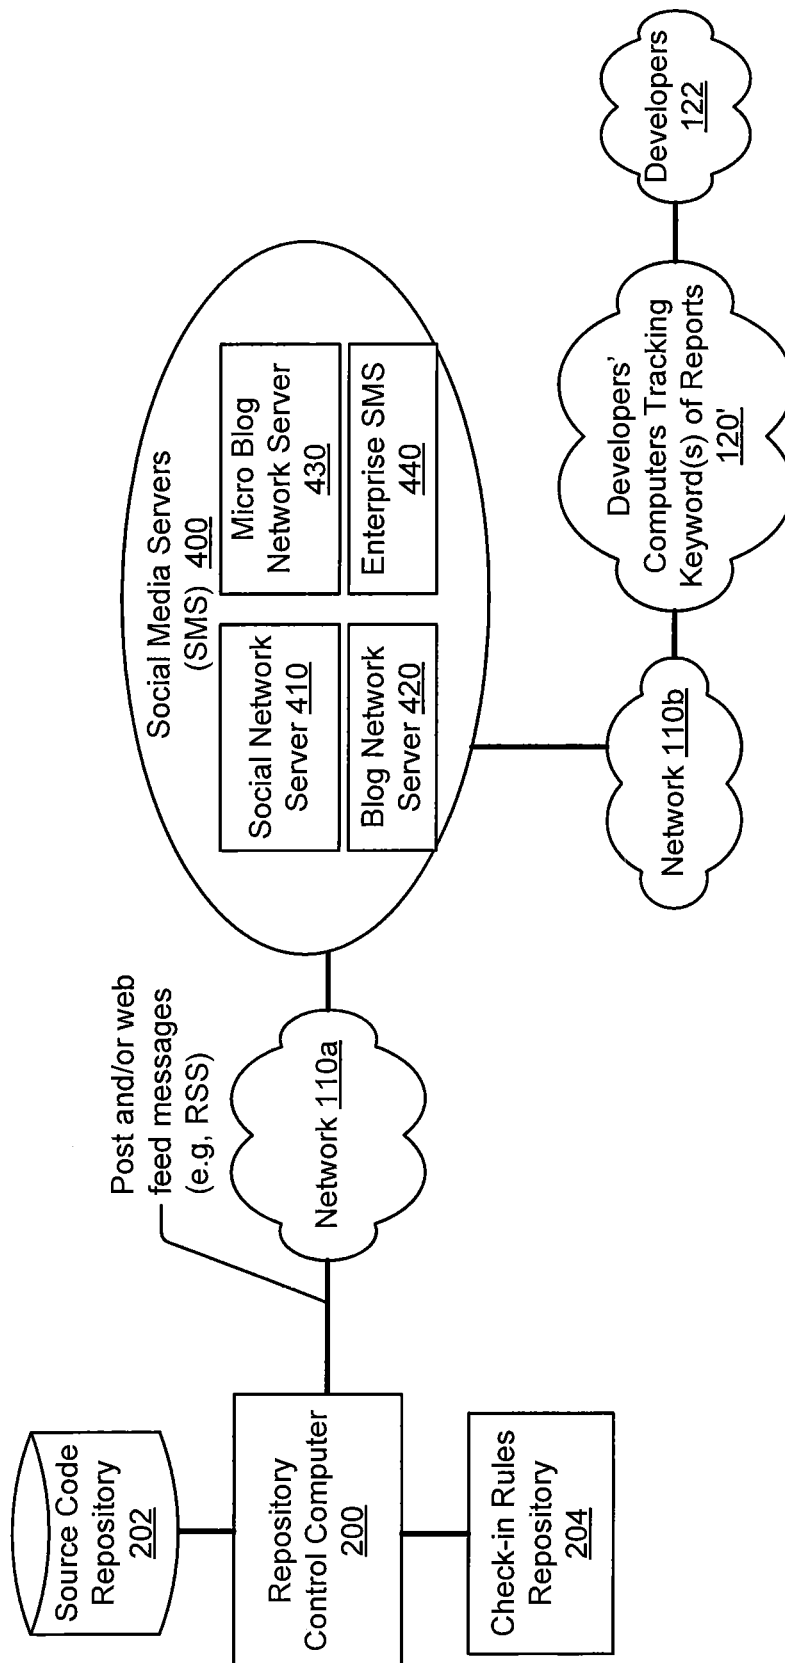 Source Code
Repository
202
Repository
Control Computer
200
Check-in Rules
Repository
204
Post and/or web
feed messages
(e.g, RSS)
Network 110a
Social Media Servers
(SMS) 400
Social Network
Server 410
Micro Blog
Network Server
430
Blog Network
Server 420
Enterprise SMS
440
Network 110b
Developers'
Computers Tracking
Keyword(s) of Reports
120'
Developers
122